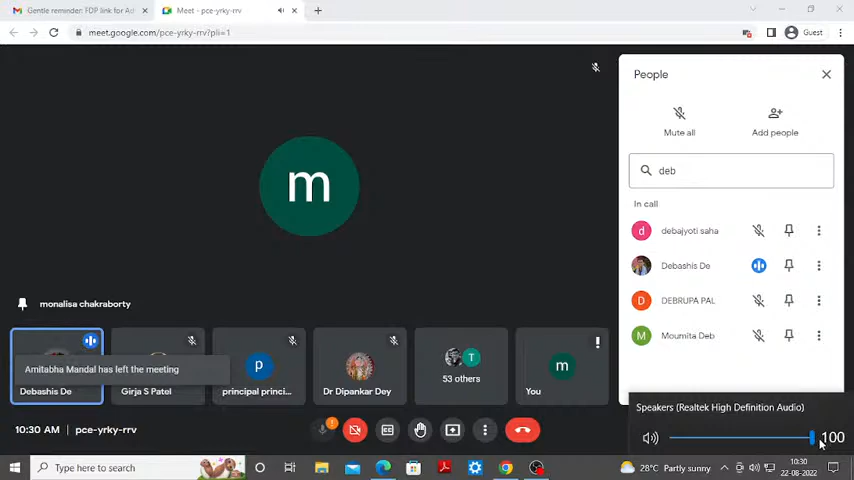 Gentle reminder: FDP link for Ad
Meet - pce-yrky-rrv
meet.google.com/pce-yrky-rrv?pli=1
Guest
People
Mute all
Add people
deb
In call
d
debajyoti saha
Debashis De
D
DEBRUPA PAL
M
Moumita Deb
m
monalisa chakraborty
Amitabha Mandal has left the meeting
Debashis De
Girja S Patel
p
principal princi...
Dr Dipankar Dey
T
53 others
m
You
10:30 AM
pce-yrky-rrv
Speakers (Realtek High Definition Audio)
100
Type here to search
28°C Partly sunny
10:30
22-08-2022